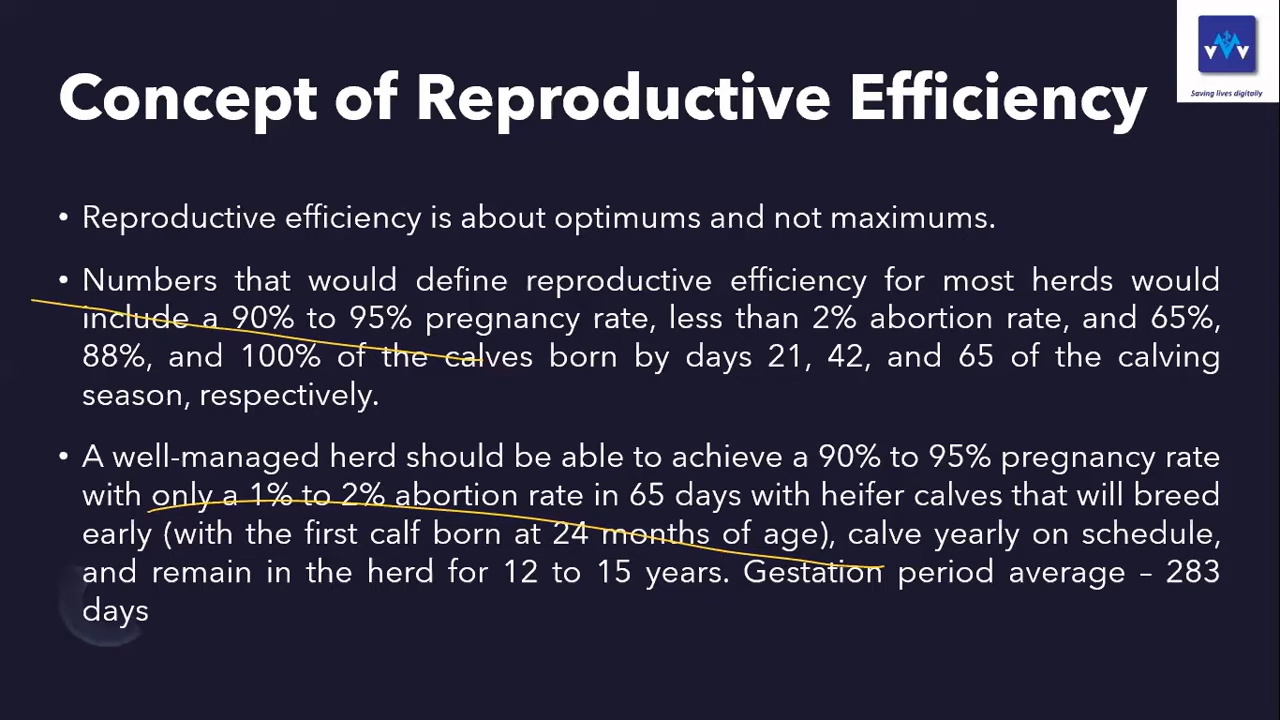 Concept of Reproductive Efficiency
VVV
Saving lives digitally
• Reproductive efficiency is about optimums and not maximums.
• Numbers that would define reproductive efficiency for most herds would
include a 90% to 95% pregnancy rate, less than 2% abortion rate, and 65%,
88%, and 100% of the calves born by days 21, 42, and 65 of the calving
season, respectively.
• A well-managed herd should be able to achieve a 90% to 95% pregnancy rate
with only a 1% to 2% abortion rate in 65 days with heifer calves that will breed
early (with the first calf born at 24 months of age), calve yearly on schedule,
and remain in the herd for 12 to 15 years. Gestation period average – 283
days